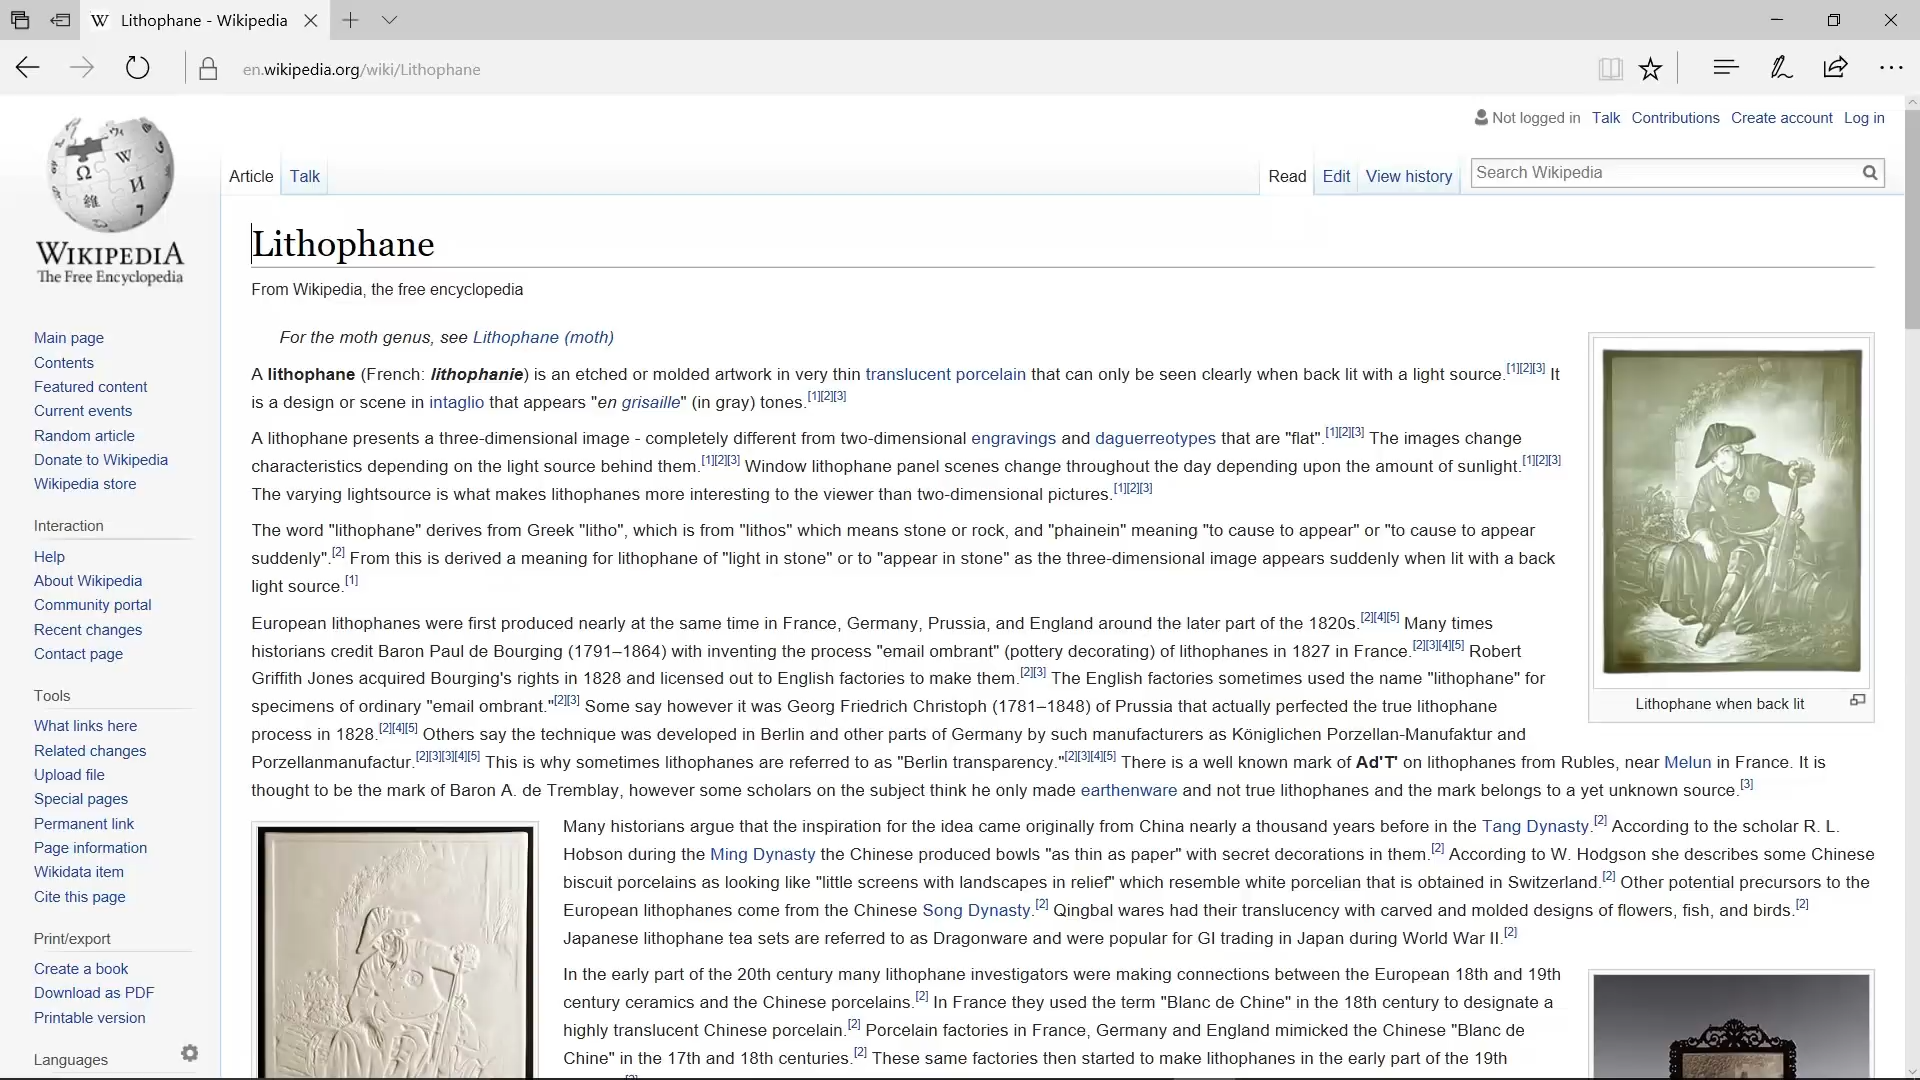 Lithophane - Wikipedia
en.wikipedia.org/wiki/Lithophane
Not logged in Talk Contributions Create account Log in
Article Talk Read Edit View history Search Wikipedia
WIKIPEDIA
The Free Encyclopedia
Main page
Contents
Featured content
Current events
Random article
Donate to Wikipedia
Wikipedia store
Interaction
Help
About Wikipedia
Community portal
Recent changes
Contact page
Tools
What links here
Related changes
Upload file
Special pages
Permanent link
Page information
Wikidata item
Cite this page
Print/export
Create a book
Download as PDF
Printable version
Languages
Lithophane
From Wikipedia, the free encyclopedia
For the moth genus, see Lithophane (moth)
A lithophane (French: lithophanie) is an etched or molded artwork in very thin translucent porcelain that can only be seen clearly when back lit with a light source.[1][2][3] It
is a design or scene in intaglio that appears "en grisaille" (in gray) tones.[1][2][3]
A lithophane presents a three-dimensional image - completely different from two-dimensional engravings and daguerreotypes that are "flat".[1][2][3] The images change
characteristics depending on the light source behind them.[1][2][3] Window lithophane panel scenes change throughout the day depending upon the amount of sunlight.[1][2][3]
The varying lightsource is what makes lithophanes more interesting to the viewer than two-dimensional pictures.[1][2][3]
The word "lithophane" derives from Greek "litho", which is from "lithos" which means stone or rock, and "phainein" meaning "to cause to appear" or "to cause to appear
suddenly".[2] From this is derived a meaning for lithophane of "light in stone" or to "appear in stone" as the three-dimensional image appears suddenly when lit with a back
light source.[1]
European lithophanes were first produced nearly at the same time in France, Germany, Prussia, and England around the later part of the 1820s.[2][4][5] Many times
historians credit Baron Paul de Bourging (1791–1864) with inventing the process "email ombrant" (pottery decorating) of lithophanes in 1827 in France.[2][3][4][5] Robert
Griffith Jones acquired Bourging's rights in 1828 and licensed out to English factories to make them.[2][3] The English factories sometimes used the name "lithophane" for
specimens of ordinary "email ombrant."[2][3] Some say however it was Georg Friedrich Christoph (1781–1848) of Prussia that actually perfected the true lithophane
process in 1828.[2][4][5] Others say the technique was developed in Berlin and other parts of Germany by such manufacturers as Königlichen Porzellan-Manufaktur and
Porzellanmanufactur.[2][3][3][4][5] This is why sometimes lithophanes are referred to as "Berlin transparency."[2][3][4][5] There is a well known mark of Ad'T' on lithophanes from Rubles, near Melun in France. It is
thought to be the mark of Baron A. de Tremblay, however some scholars on the subject think he only made earthenware and not true lithophanes and the mark belongs to a yet unknown source.[3]
Lithophane when back lit
Many historians argue that the inspiration for the idea came originally from China nearly a thousand years before in the Tang Dynasty.[2] According to the scholar R. L.
Hobson during the Ming Dynasty the Chinese produced bowls "as thin as paper" with secret decorations in them.[2] According to W. Hodgson she describes some Chinese
biscuit porcelains as looking like "little screens with landscapes in relief" which resemble white porcelian that is obtained in Switzerland.[2] Other potential precursors to the
European lithophanes come from the Chinese Song Dynasty.[2] Qingbal wares had their translucency with carved and molded designs of flowers, fish, and birds.[2]
Japanese lithophane tea sets are referred to as Dragonware and were popular for GI trading in Japan during World War II.[2]
In the early part of the 20th century many lithophane investigators were making connections between the European 18th and 19th
century ceramics and the Chinese porcelains.[2] In France they used the term "Blanc de Chine" in the 18th century to designate a
highly translucent Chinese porcelain.[2] Porcelain factories in France, Germany and England mimicked the Chinese "Blanc de
Chine" in the 17th and 18th centuries.[2] These same factories then started to make lithophanes in the early part of the 19th